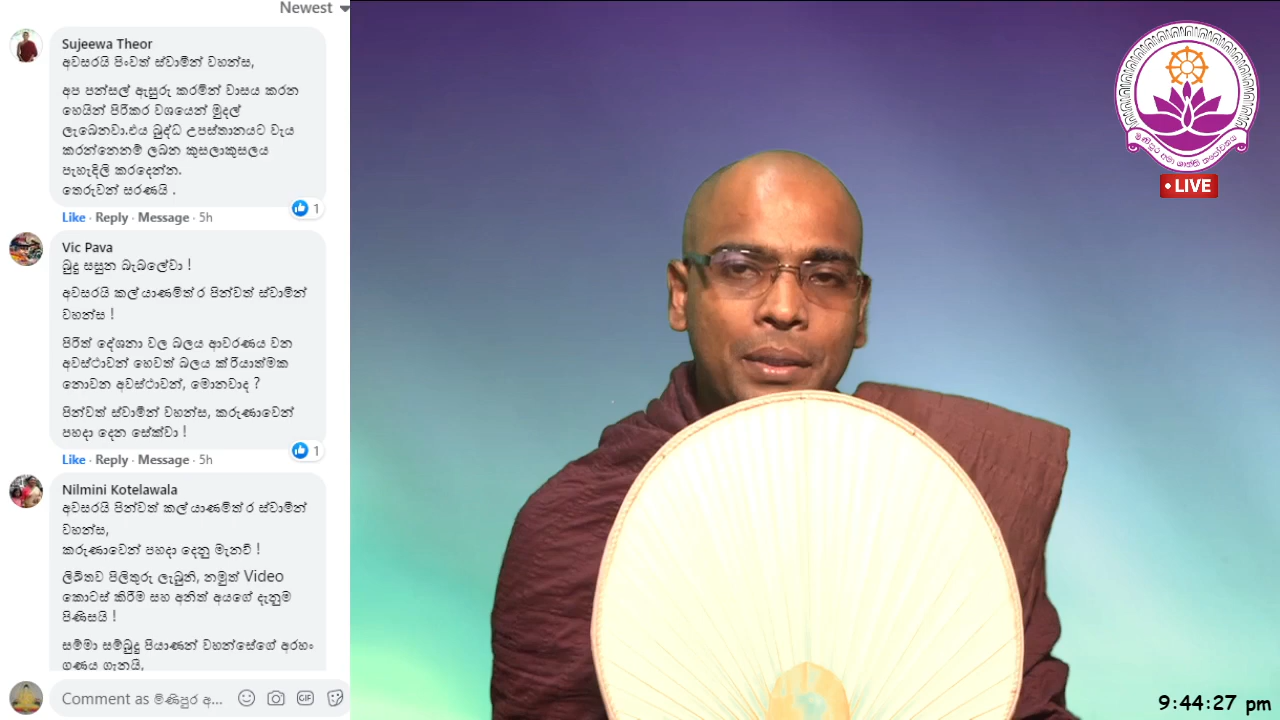 Newest
Sujeewa Theor
අවසරයි පිංවත් ස්වාමීන් වහන්ස,
අප පන්සල් ඇසුරු කරමින් වාසය කරන
හෙයින් පිරිකර වශයෙන් මුදල්
ලැබෙනවා.එය බුද්ධ උපස්තානයට වැය
කරන්නෙනම් ලබන කුසලාකුසලය
පැහැදිලි කරදෙන්න.
තෙරුවන් සරණයි .
Like · Reply · Message · 5h
1
Vic Pava
බුදු සසුන බැබලේවා !
අවසරයි කල් යාණමිත් ර පින්වත් ස්වාමීන්
වහන්ස !
පිරිත් දේශනා වල බලය ආවරණය වන
අවස්ථාවන් හෙවත් බලය ක් රියාත්මක
නොවන අවස්ථාවන්, මොනවාද ?
පින්වත් ස්වාමීන් වහන්ස, කරුණාවෙන්
පහදා දෙන සේක්වා !
Like · Reply · Message · 5h
1
Nilmini Kotelawala
අවසරයි පින්වත් කල් යාණමිත් ර ස්වාමීන්
වහන්ස,
කරුණාවෙන් පහදා දෙනු මැනවි !
ලිඛිතව පිලිතුරු ලැබුනි, නමුත් Video
කොටස් කිරීම සහ අනිත් අයගේ දැනුම
පිණිසයි !
සම්මා සම්බුදු පියාණන් වහන්සේගේ අරහං
ගුණය ගැනයි,
Comment as මිණිපුර අ...
GIF
LIVE
9:44:27 pm